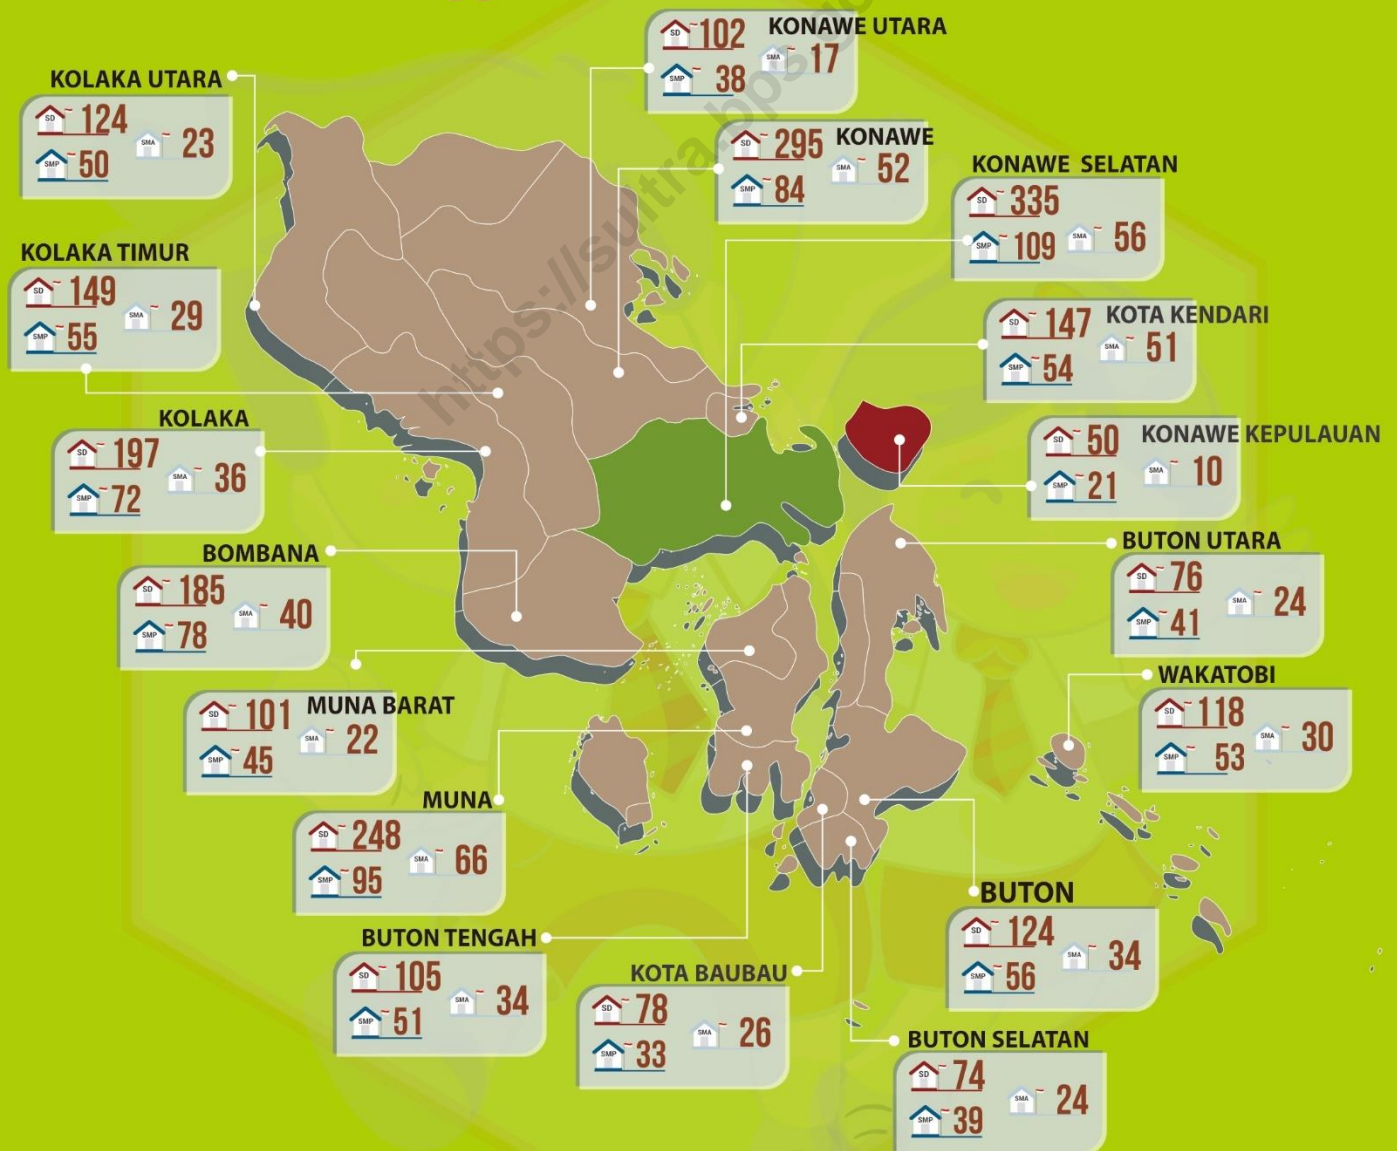 KONAWE UTARA
SD 102
SMP 38
SMA 17
KOLAKA UTARA
SD 124
SMP 50
SMA 23
KONAWE
SD 295
SMP 84
SMA 52
KONAWE SELATAN
SD 335
SMP 109
SMA 56
KOLAKA TIMUR
SD 149
SMP 55
SMA 29
KOTA KENDARI
SD 147
SMP 54
SMA 51
KOLAKA
SD 197
SMP 72
SMA 36
KONAWE KEPULAUAN
SD 50
SMP 21
SMA 10
BOMBANA
SD 185
SMP 78
SMA 40
BUTON UTARA
SD 76
SMP 41
SMA 24
MUNA BARAT
SD 101
SMP 45
SMA 22
WAKATOBI
SD 118
SMP 53
SMA 30
MUNA
SD 248
SMP 95
SMA 66
BUTON
SD 124
SMP 56
SMA 34
BUTON TENGAH
SD 105
SMP 51
SMA 34
KOTA BAUBAU
SD 78
SMP 33
SMA 26
BUTON SELATAN
SD 74
SMP 39
SMA 24
https://sultra.bps.go